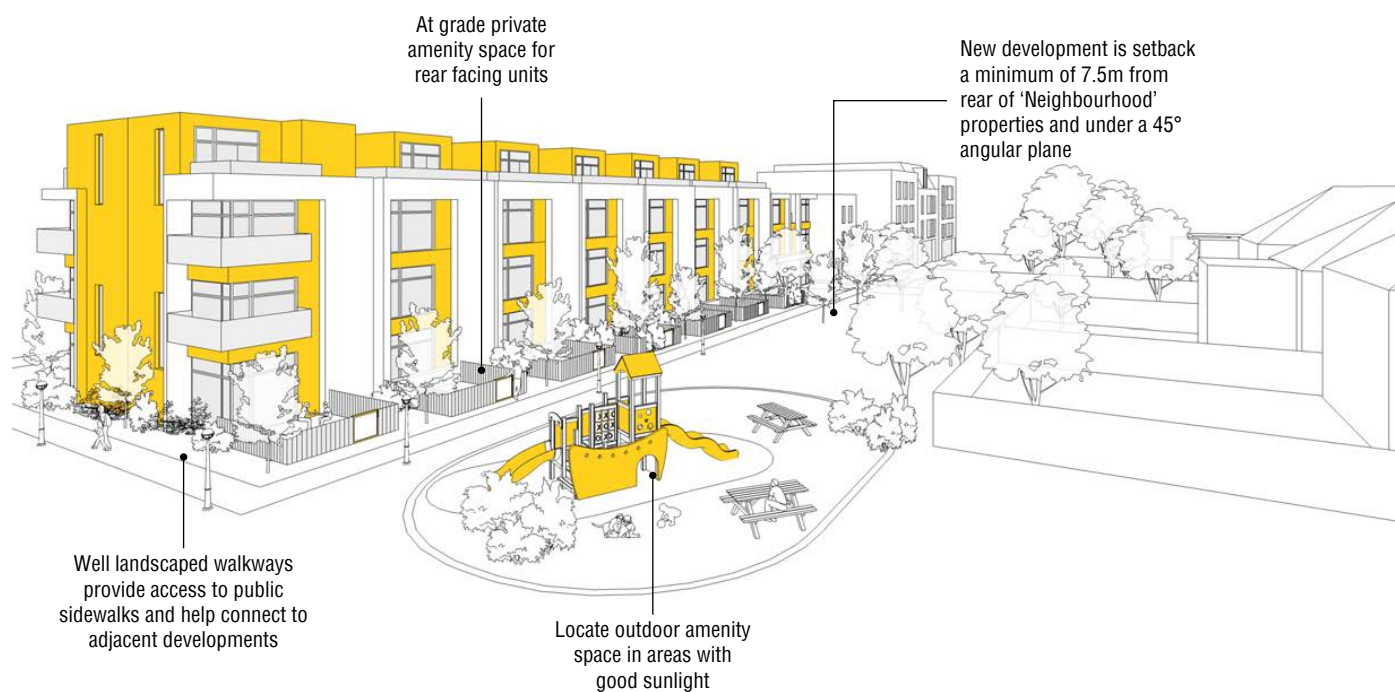 At grade private
amenity space for
rear facing units
New development is setback
a minimum of 7.5m from
rear of ‘Neighbourhood’
properties and under a 45°
angular plane
Well landscaped walkways
provide access to public
sidewalks and help connect to
adjacent developments
Locate outdoor amenity
space in areas with
good sunlight